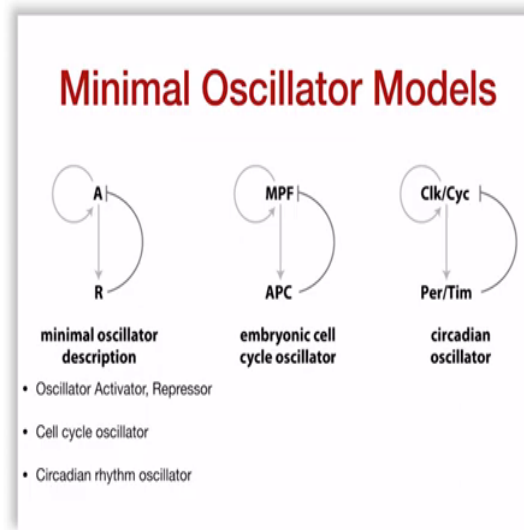 Minimal Oscillator Models
A
MPF
Clk/Cyc
R
APC
Per/Tim
minimal oscillator
description
embryonic cell
cycle oscillator
circadian
oscillator
• Oscillator Activator, Repressor
• Cell cycle oscillator
• Circadian rhythm oscillator